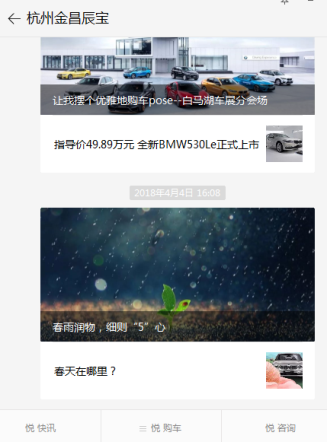 杭州金昌辰宝
让我摆个优雅地购车pose--白马湖车展分会场
指导价49.89万元 全新BMW530Le正式上市
2018年4月4日 16:08
春雨润物，细则“5”心
春天在哪里？
悦 快讯
悦 购车
悦 咨询